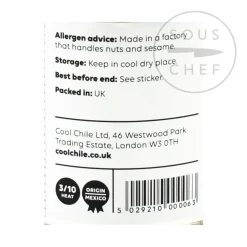 SOUS
CHEF
Allergen advice: Made in a factory
that handles nuts and sesame.
Storage: Keep in cool dry place.
Best before end: See sticker.
Packed in: UK
Cool Chile Ltd, 46 Westwood Park
Trading Estate, London W3 0TH
coolchile.co.uk
3/10
HEAT
ORIGIN
MEXICO
5 029210 000063